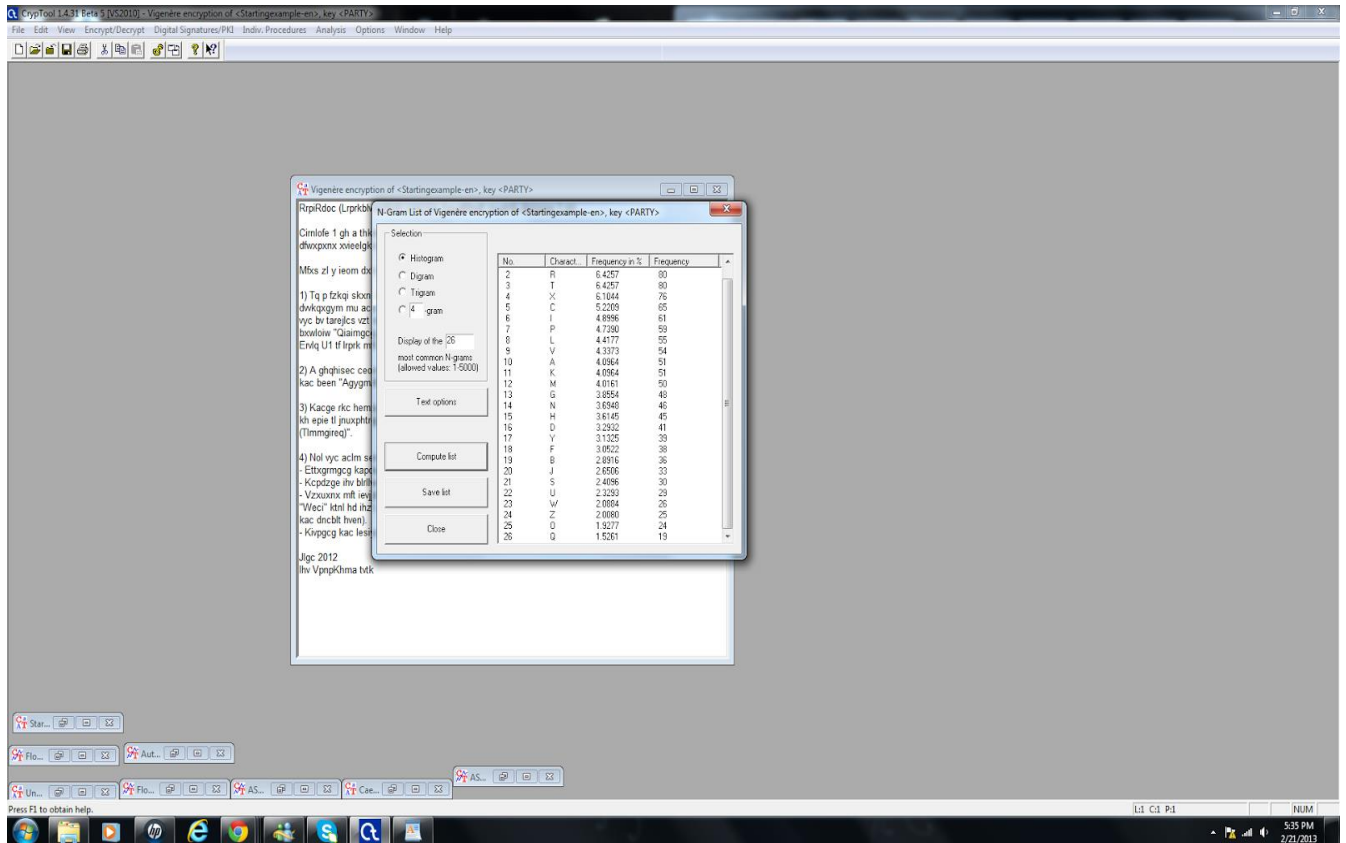 CrypTool 1.4.31 Beta 5 [VS2010] - Vigenère encryption of <Startingexample-en>, key <PARTY>
File Edit View Encrypt/Decrypt Digital Signatures/PKI Indiv. Procedures Analysis Options Window Help
Vigenère encryption of <Startingexample-en>, key <PARTY>
RrpiRdoc (Lrprkblv
Cimlofe 1 gh a thk
dfwxpxnx xvieelgk
Mfxs zl y ieom dx
1) Tq p fzkqi skxn
dwkqxgym mu ac
vyc bv tarejlcs vzt
bxwloiw "Qiaimgc
Ervlq U1 tf lrprk m
2) A ghqhisec ceo
kac been "Agygm
3) Kacge rkc hem
kh epie tl jnuxphtr
(Tlmmgireq)".
4) Nol vyc aclm se
- Ettxgrmgcg kapc
- Kcpdzge ihv blrlh
- Vzxuxnx mft ievj
"Weci" ktnl hd ihz
kac dncblt hven).
- Kivpgcg kac lesi
Jlgc 2012
Ihv VpnpKhma tvtk
N-Gram List of Vigenère encryption of <Startingexample-en>, key <PARTY>
Selection
Histogram
Digram
Trigram
4 -gram
Display of the 26
most common N-grams
(allowed values: 1-5000)
Text options
Compute list
Save list
Close
No. Charact... Frequency in % Frequency
2 R 6.4257 80
3 T 6.4257 80
4 X 6.1044 76
5 C 5.2209 65
6 I 4.8996 61
7 P 4.7390 59
8 L 4.4177 55
9 V 4.3373 54
10 A 4.0964 51
11 K 4.0964 51
12 M 4.0161 50
13 G 3.8554 48
14 N 3.6948 46
15 H 3.6145 45
16 D 3.2932 41
17 Y 3.1325 39
18 F 3.0522 38
19 B 2.8916 36
20 J 2.6506 33
21 S 2.4096 30
22 U 2.3293 29
23 W 2.0884 26
24 Z 2.0080 25
25 O 1.9277 24
26 Q 1.5261 19
Star...
Flo... Aut...
Un... Flo... AS... Cae... AS...
Press F1 to obtain help. L:1 C:1 P:1 NUM
5:35 PM
2/21/2013